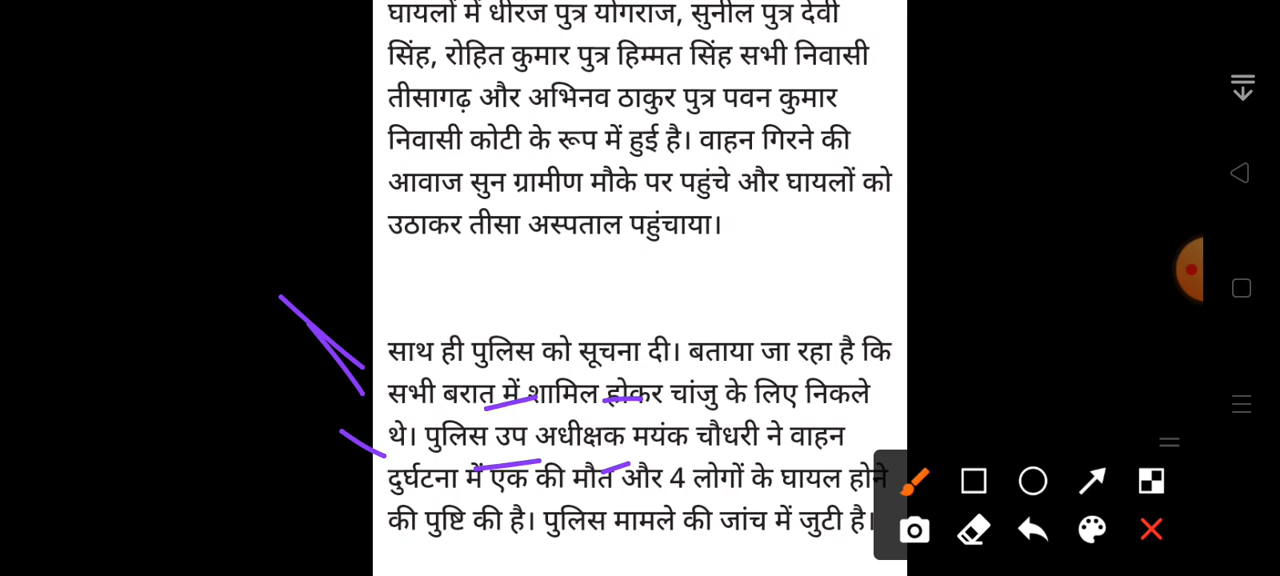 घायलों में धीरज पुत्र योगराज, सुनील पुत्र देवी
सिंह, रोहित कुमार पुत्र हिम्मत सिंह सभी निवासी
तीसागढ़ और अभिनव ठाकुर पुत्र पवन कुमार
निवासी कोटी के रूप में हुई है। वाहन गिरने की
आवाज सुन ग्रामीण मौके पर पहुंचे और घायलों को
उठाकर तीसा अस्पताल पहुंचाया।
साथ ही पुलिस को सूचना दी। बताया जा रहा है कि
सभी बरात में शामिल होकर चांजु के लिए निकले
थे। पुलिस उप अधीक्षक मयंक चौधरी ने वाहन
दुर्घटना में एक की मौत और 4 लोगों के घायल होने
की पुष्टि की है। पुलिस मामले की जांच में जुटी है।